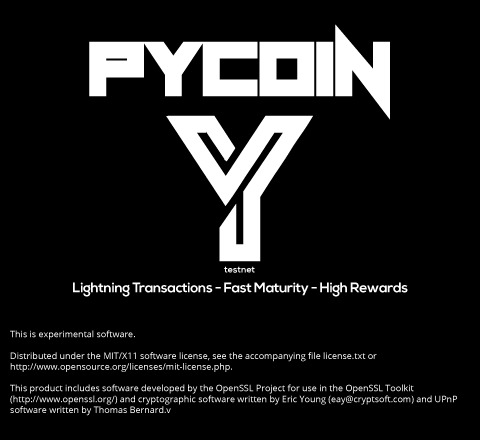 PYCOIN
testnet
Lightning Transactions - Fast Maturity - High Rewards
This is experimental software.
Distributed under the MIT/X11 software license, see the accompanying file license.txt or
http://www.opensource.org/licenses/mit-license.php.
This product includes software developed by the OpenSSL Project for use in the OpenSSL Toolkit
(http://www.openssl.org/) and cryptographic software written by Eric Young (eay@cryptsoft.com) and UPnP
software written by Thomas Bernard.v